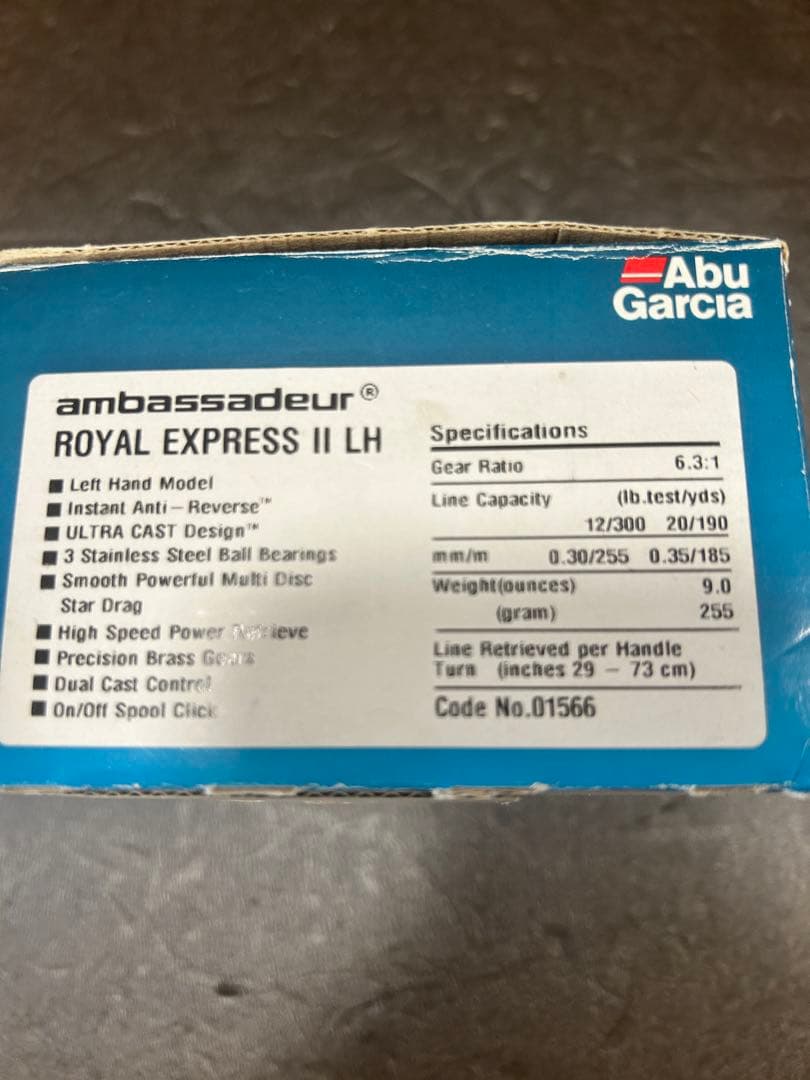 Abu
Garcia
ambassadeur®
ROYAL EXPRESS II LH
■ Left Hand Model
■ Instant Anti-Reverse™
■ ULTRA CAST Design™
■ 3 Stainless Steel Ball Bearings
■ Smooth Powerful Multi Disc
Star Drag
■ High Speed Power Retrieve
■ Precision Brass Gears
■ Dual Cast Control
■ On/Off Spool Click
Specifications
Gear Ratio 6.3:1
Line Capacity (lb.test/yds)
12/300 20/190
mm/m 0.30/255 0.35/185
Weight(ounces) 9.0
(gram) 255
Line Retrieved per Handle
Turn (inches 29 – 73 cm)
Code No.01566